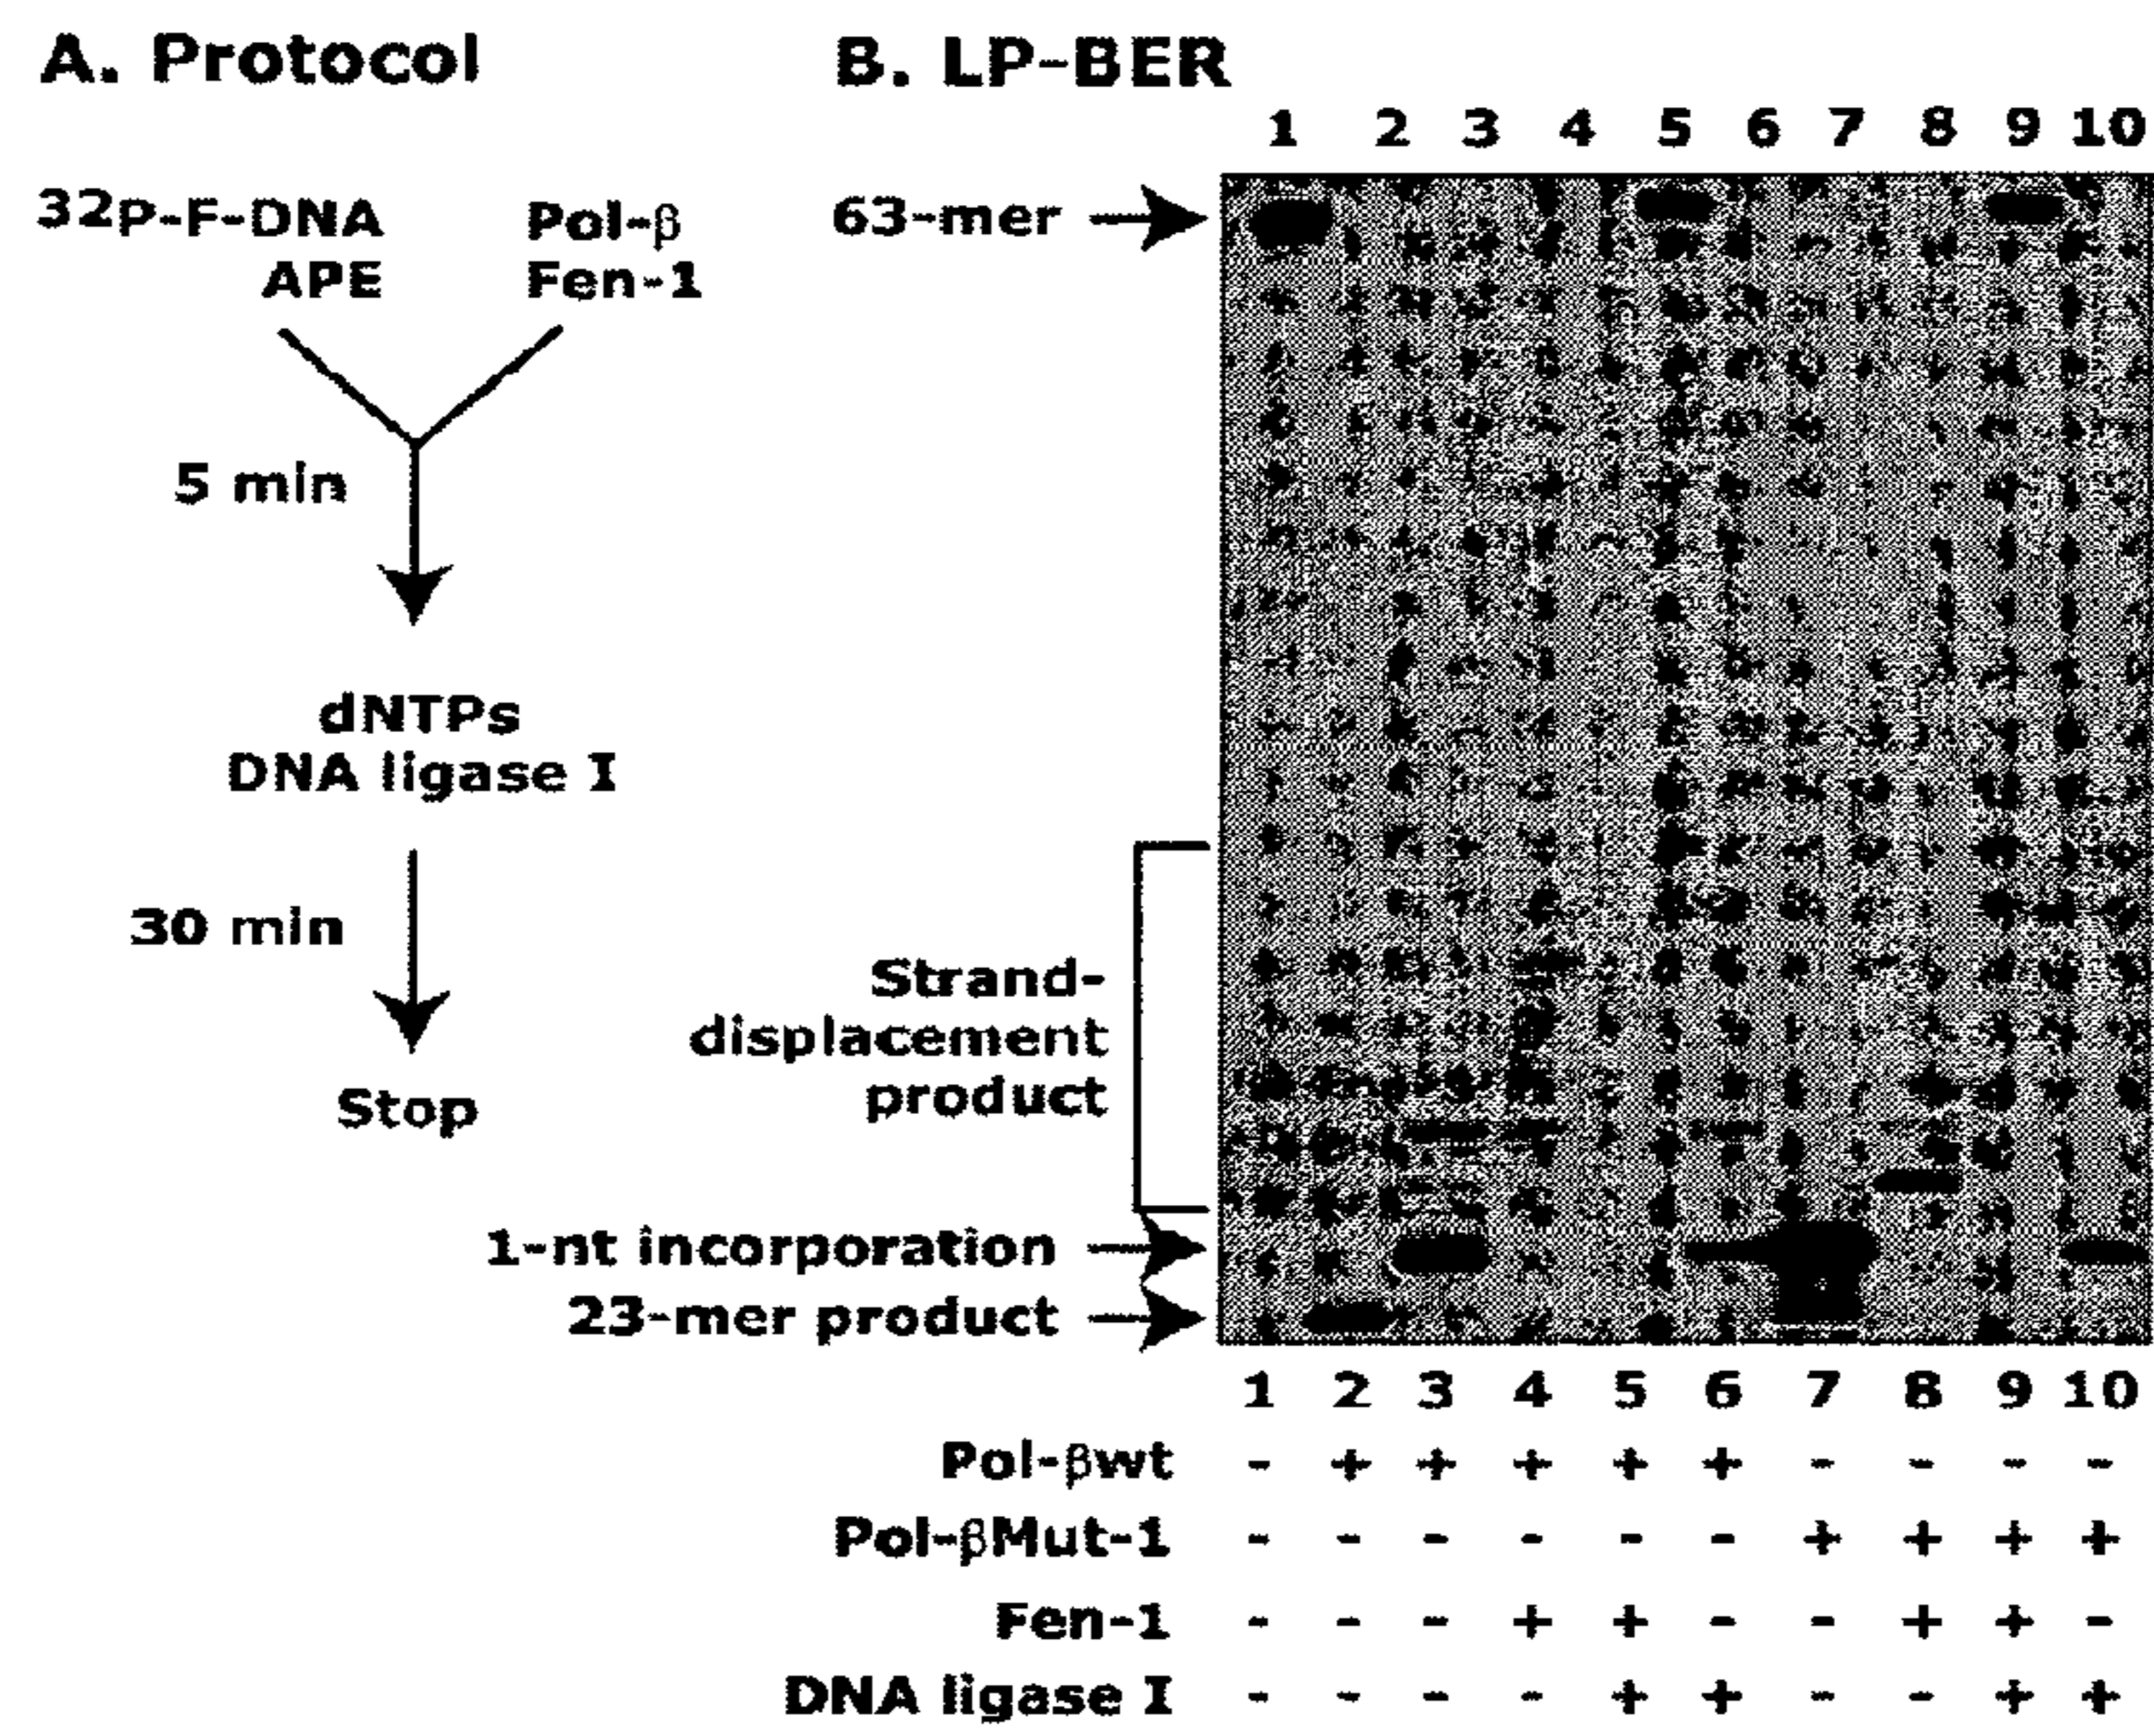 A. Protocol
32P-F-DNA
APE
Pol-β
Fen-1
5 min
dNTPs
DNA ligase I
30 min
Stop
B. LP-BER
1 2 3 4 5 6 7 8 9 10
63-mer
Strand-
displacement
product
1-nt incorporation
23-mer product
1 2 3 4 5 6 7 8 9 10
Pol-βwt - + + + + + - - - -
Pol-βMut-1 - - - - - - + + + +
Fen-1 - - - + + - - + + -
DNA ligase I - - - - + + - - + +